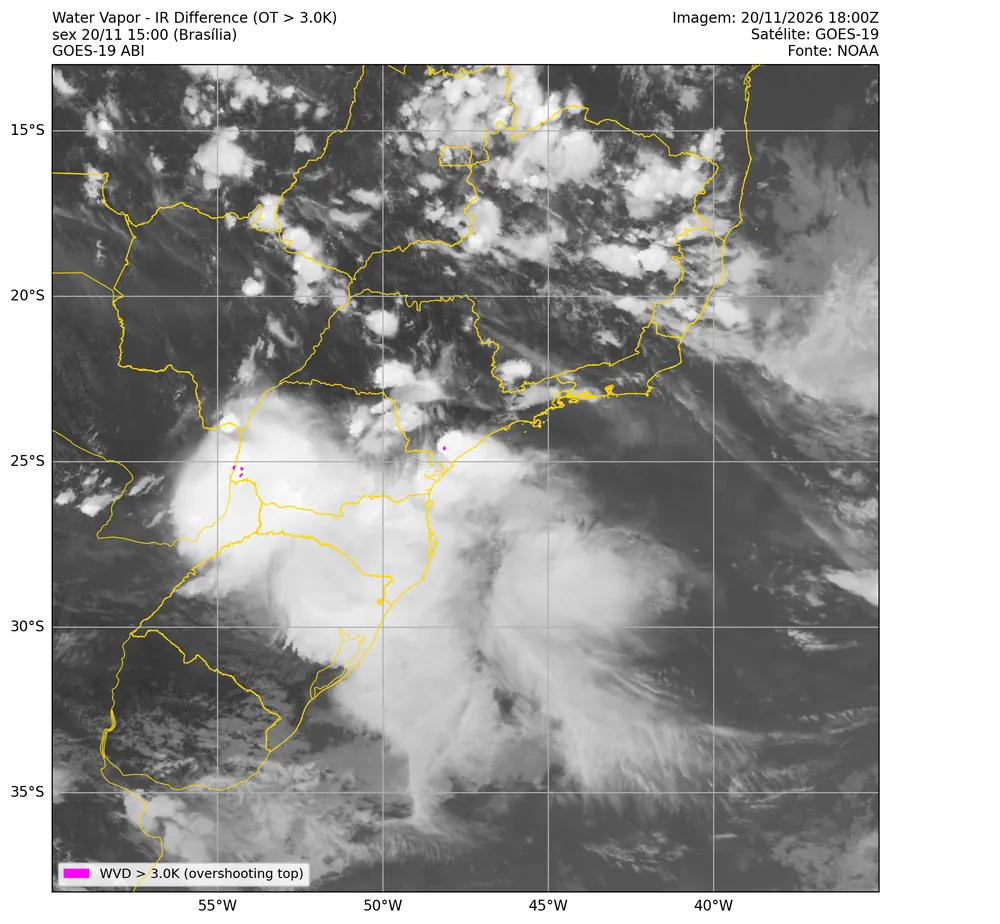 Water Vapor - IR Difference (OT > 3.0K)
sex 20/11 15:00 (Brasília)
GOES-19 ABI
Imagem: 20/11/2026 18:00Z
Satélite: GOES-19
Fonte: NOAA
15°S
20°S
25°S
30°S
35°S
WVD > 3.0K (overshooting top)
55°W
50°W
45°W
40°W